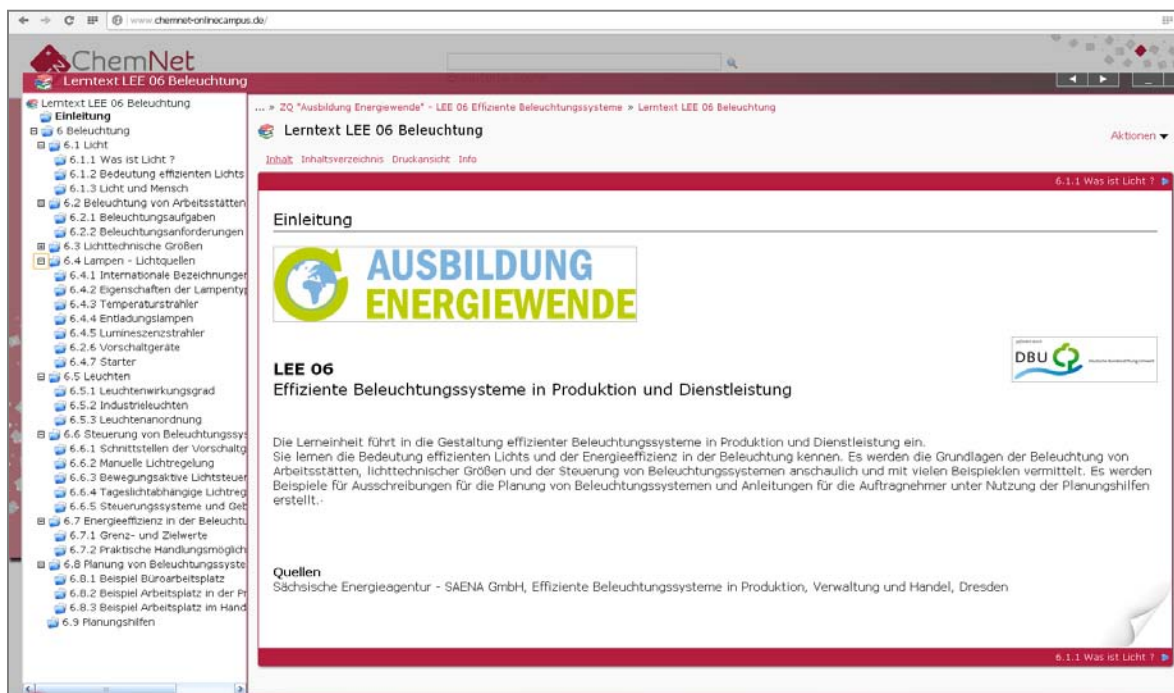 www.chemnet-onlinecampus.de/
ChemNet
Lerntext LEE 06 Beleuchtung
Lerntext LEE 06 Beleuchtung
Einleitung
6 Beleuchtung
6.1 Licht
6.1.1 Was ist Licht ?
6.1.2 Bedeutung effizienten Lichts
6.1.3 Licht und Mensch
6.2 Beleuchtung von Arbeitsstätten
6.2.1 Beleuchtungsaufgaben
6.2.2 Beleuchtungsanforderungen
6.3 Lichttechnische Größen
6.4 Lampen - Lichtquellen
6.4.1 Internationale Bezeichnunger
6.4.2 Eigenschaften der Lampentyp
6.4.3 Temperaturstrahler
6.4.4 Entladungslampen
6.4.5 Lumineszenzstrahler
6.2.6 Vorschaltgeräte
6.4.7 Starter
6.5 Leuchten
6.5.1 Leuchtenwirkungsgrad
6.5.2 Industrieleuchten
6.5.3 Leuchtenanordnung
6.6 Steuerung von Beleuchtungssys
6.6.1 Schnittstellen der Vorschaltg
6.6.2 Manuelle Lichtregelung
6.6.3 Bewegungsaktive Lichtsteuer
6.6.4 Tageslichtabhängige Lichtreg
6.6.5 Steuerungssysteme und Geb
6.7 Energieeffizienz in der Beleuchtu
6.7.1 Grenz- und Zielwerte
6.7.2 Praktische Handlungsmöglich
6.8 Planung von Beleuchtungssyste
6.8.1 Beispiel Büroarbeitsplatz
6.8.2 Beispiel Arbeitsplatz in der Pr
6.8.3 Beispiel Arbeitsplatz im Hand
6.9 Planungshilfen
... » ZQ "Ausbildung Energiewende" - LEE 06 Effiziente Beleuchtungssysteme » Lerntext LEE 06 Beleuchtung
Lerntext LEE 06 Beleuchtung
Aktionen
Inhalt Inhaltsverzeichnis Druckansicht Info
6.1.1 Was ist Licht ?
Einleitung
AUSBILDUNG
ENERGIEWENDE
DBU
LEE 06
Effiziente Beleuchtungssysteme in Produktion und Dienstleistung
Die Lerneinheit führt in die Gestaltung effizienter Beleuchtungssysteme in Produktion und Dienstleistung ein.
Sie lernen die Bedeutung effizienten Lichts und der Energieeffizienz in der Beleuchtung kennen. Es werden die Grundlagen der Beleuchtung von
Arbeitsstätten, lichttechnischer Größen und der Steuerung von Beleuchtungssystemen anschaulich und mit vielen Beispieklen vermittelt. Es werden
Beispiele für Ausschreibungen für die Planung von Beleuchtungssystemen und Anleitungen für die Auftragnehmer unter Nutzung der Planungshilfen
erstellt.-
Quellen
Sächsische Energieagentur - SAENA GmbH, Effiziente Beleuchtungssysteme in Produktion, Verwaltung und Handel, Dresden
6.1.1 Was ist Licht ?